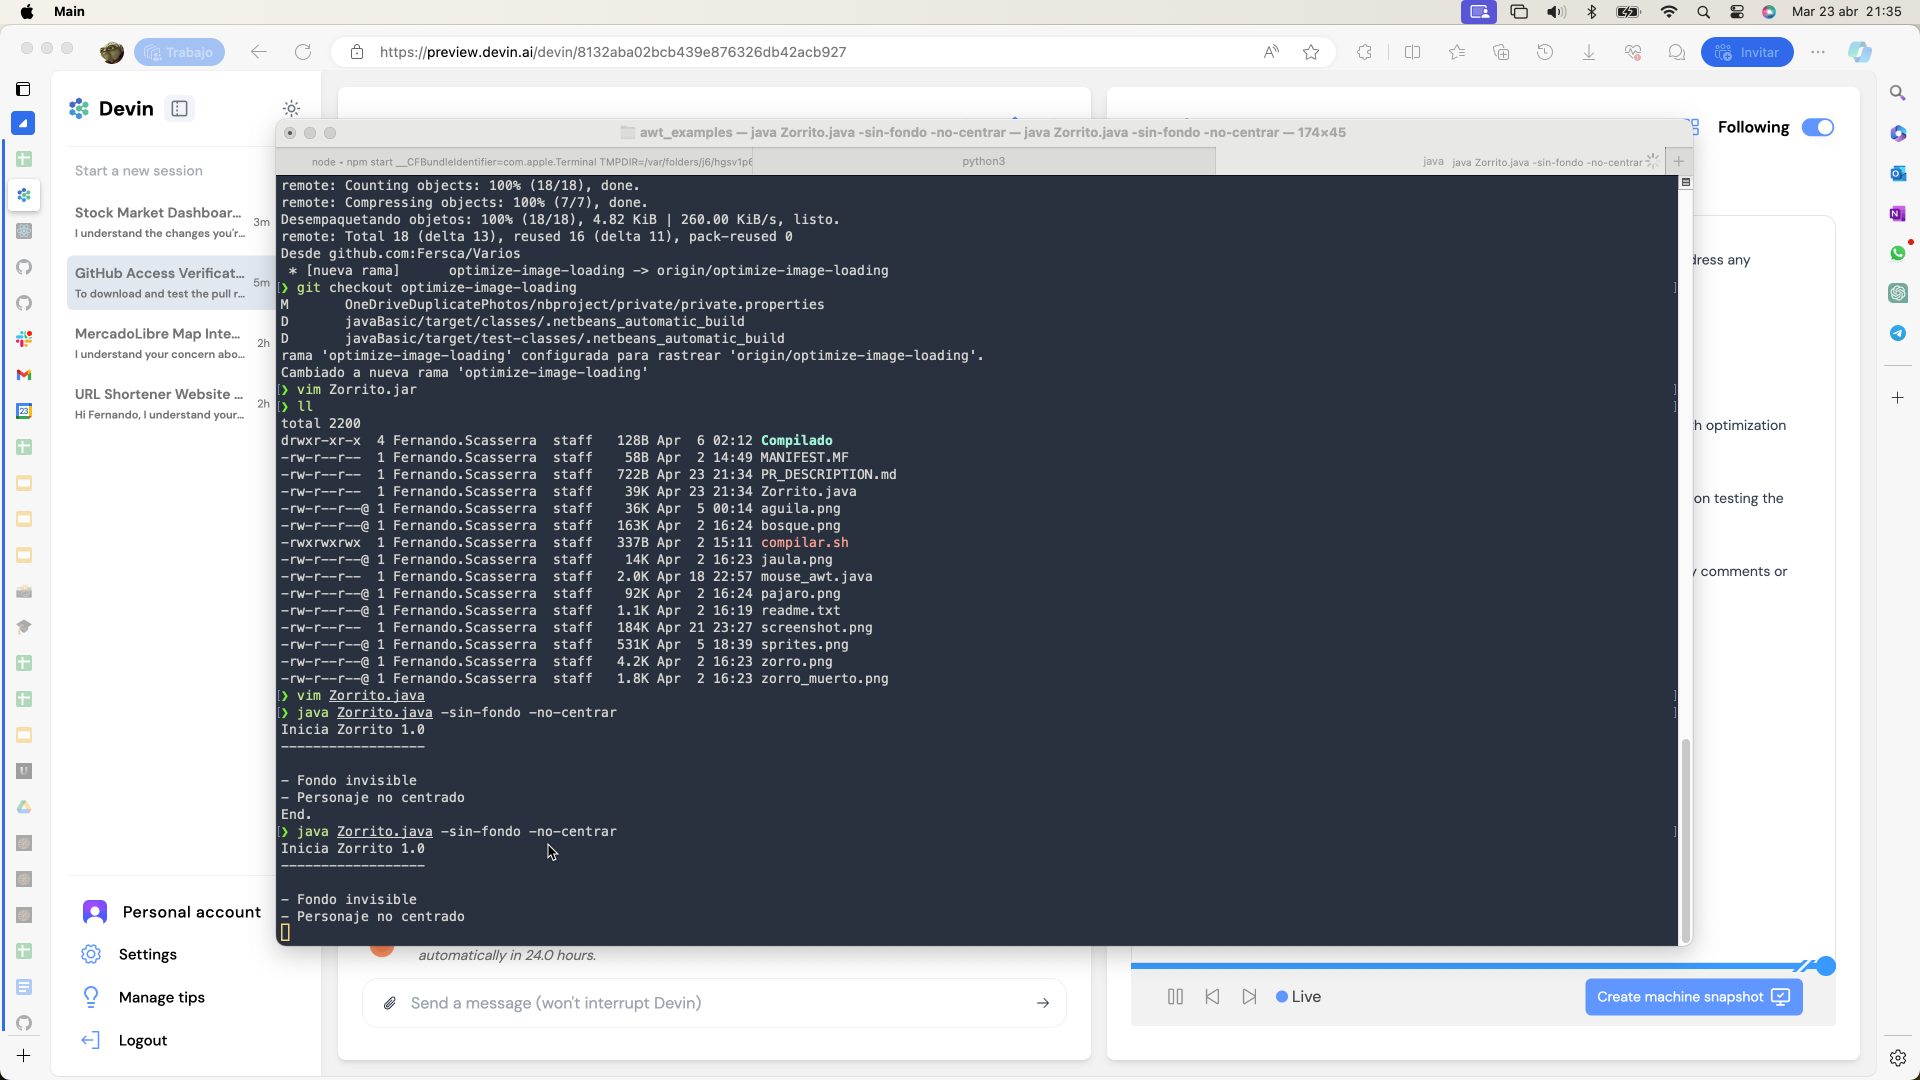 Main
Mar 23 abr 21:35
Trabajo
https://preview.devin.ai/devin/8132aba02bcb439e876326db42acb927
Invitar
Devin
Start a new session
Stock Market Dashboar...
I understand the changes you'r...
3m
GitHub Access Verificat...
To download and test the pull r...
5m
MercadoLibre Map Inte...
I understand your concern abo...
2h
URL Shortener Website ...
Hi Fernando, I understand your...
2h
Personal account
Settings
Manage tips
Logout
Following
awt_examples — java Zorrito.java -sin-fondo -no-centrar — java Zorrito.java -sin-fondo -no-centrar — 174×45
node • npm start __CFBundleIdentifier=com.apple.Terminal TMPDIR=/var/folders/j6/hgsv1p6
python3
java java Zorrito.java -sin-fondo -no-centrar
remote: Counting objects: 100% (18/18), done.
remote: Compressing objects: 100% (7/7), done.
Desempaquetando objetos: 100% (18/18), 4.82 KiB | 260.00 KiB/s, listo.
remote: Total 18 (delta 13), reused 16 (delta 11), pack-reused 0
Desde github.com:Fersca/Varios
* [nueva rama] optimize-image-loading -> origin/optimize-image-loading
❯ git checkout optimize-image-loading
M OneDriveDuplicatePhotos/nbproject/private/private.properties
D javaBasic/target/classes/.netbeans_automatic_build
D javaBasic/target/test-classes/.netbeans_automatic_build
rama 'optimize-image-loading' configurada para rastrear 'origin/optimize-image-loading'.
Cambiado a nueva rama 'optimize-image-loading'
❯ vim Zorrito.jar
❯ ll
total 2200
drwxr-xr-x 4 Fernando.Scasserra staff 128B Apr 6 02:12 Compilado
-rw-r--r-- 1 Fernando.Scasserra staff 58B Apr 2 14:49 MANIFEST.MF
-rw-r--r-- 1 Fernando.Scasserra staff 722B Apr 23 21:34 PR_DESCRIPTION.md
-rw-r--r-- 1 Fernando.Scasserra staff 39K Apr 23 21:34 Zorrito.java
-rw-r--r--@ 1 Fernando.Scasserra staff 36K Apr 5 00:14 aguila.png
-rw-r--r--@ 1 Fernando.Scasserra staff 163K Apr 2 16:24 bosque.png
-rwxrwxrwx 1 Fernando.Scasserra staff 337B Apr 2 15:11 compilar.sh
-rw-r--r--@ 1 Fernando.Scasserra staff 14K Apr 2 16:23 jaula.png
-rw-r--r-- 1 Fernando.Scasserra staff 2.0K Apr 18 22:57 mouse_awt.java
-rw-r--r--@ 1 Fernando.Scasserra staff 92K Apr 2 16:24 pajaro.png
-rw-r--r--@ 1 Fernando.Scasserra staff 1.1K Apr 2 16:19 readme.txt
-rw-r--r-- 1 Fernando.Scasserra staff 184K Apr 21 23:27 screenshot.png
-rw-r--r--@ 1 Fernando.Scasserra staff 531K Apr 5 18:39 sprites.png
-rw-r--r--@ 1 Fernando.Scasserra staff 4.2K Apr 2 16:23 zorro.png
-rw-r--r--@ 1 Fernando.Scasserra staff 1.8K Apr 2 16:23 zorro_muerto.png
❯ vim Zorrito.java
❯ java Zorrito.java -sin-fondo -no-centrar
Inicia Zorrito 1.0
------------------
- Fondo invisible
- Personaje no centrado
End.
❯ java Zorrito.java -sin-fondo -no-centrar
Inicia Zorrito 1.0
------------------
- Fondo invisible
- Personaje no centrado
dress any
h optimization
on testing the
y comments or
automatically in 24.0 hours.
Send a message (won't interrupt Devin)
Live
Create machine snapshot